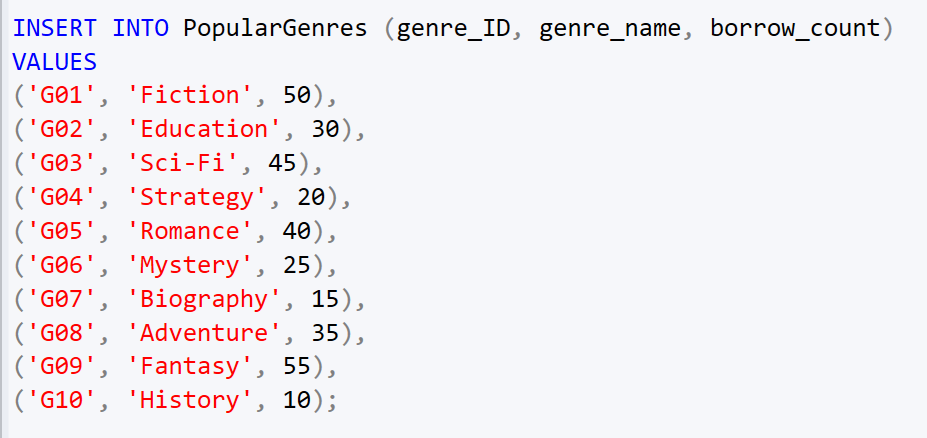 INSERT INTO PopularGenres (genre_ID, genre_name, borrow_count)
VALUES
('G01', 'Fiction', 50),
('G02', 'Education', 30),
('G03', 'Sci-Fi', 45),
('G04', 'Strategy', 20),
('G05', 'Romance', 40),
('G06', 'Mystery', 25),
('G07', 'Biography', 15),
('G08', 'Adventure', 35),
('G09', 'Fantasy', 55),
('G10', 'History', 10);